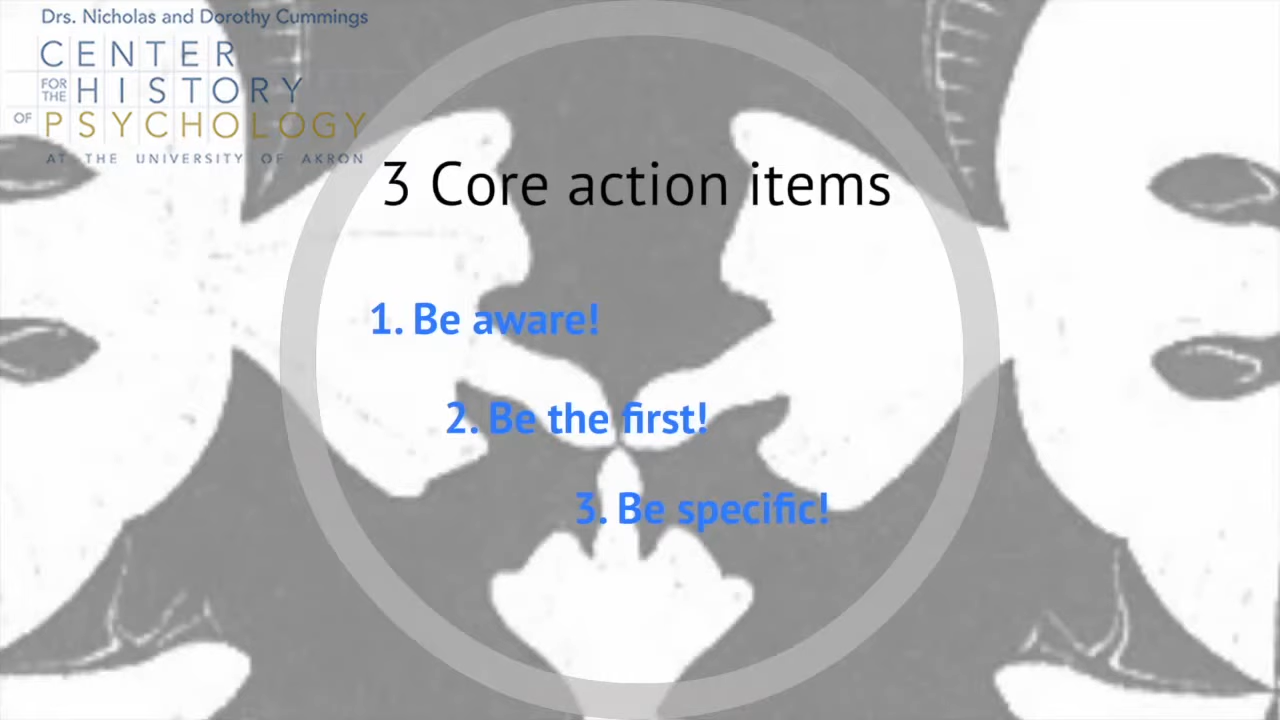 Drs. Nicholas and Dorothy Cummings
CENTER
FOR THE HISTORY
OF PSYCHOLOGY
AT THE UNIVERSITY OF AKRON
3 Core action items
1. Be aware!
2. Be the first!
3. Be specific!